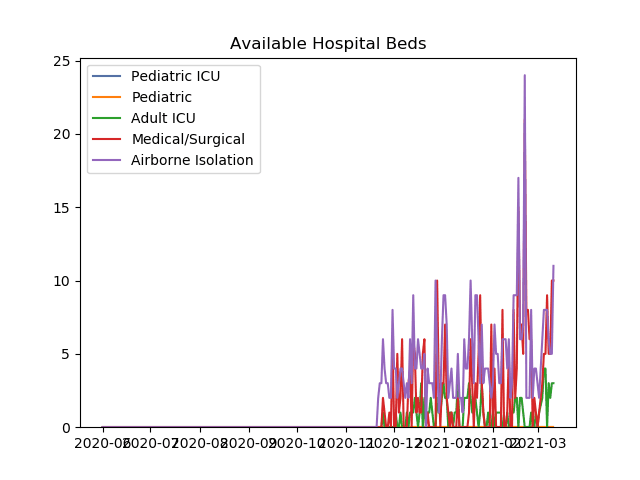 Available Hospital Beds
25
20
15
10
5
0
Pediatric ICU
Pediatric
Adult ICU
Medical/Surgical
Airborne Isolation
2020-06 2020-07 2020-08 2020-09 2020-10 2020-11 2020-12 2021-01 2021-02 2021-03